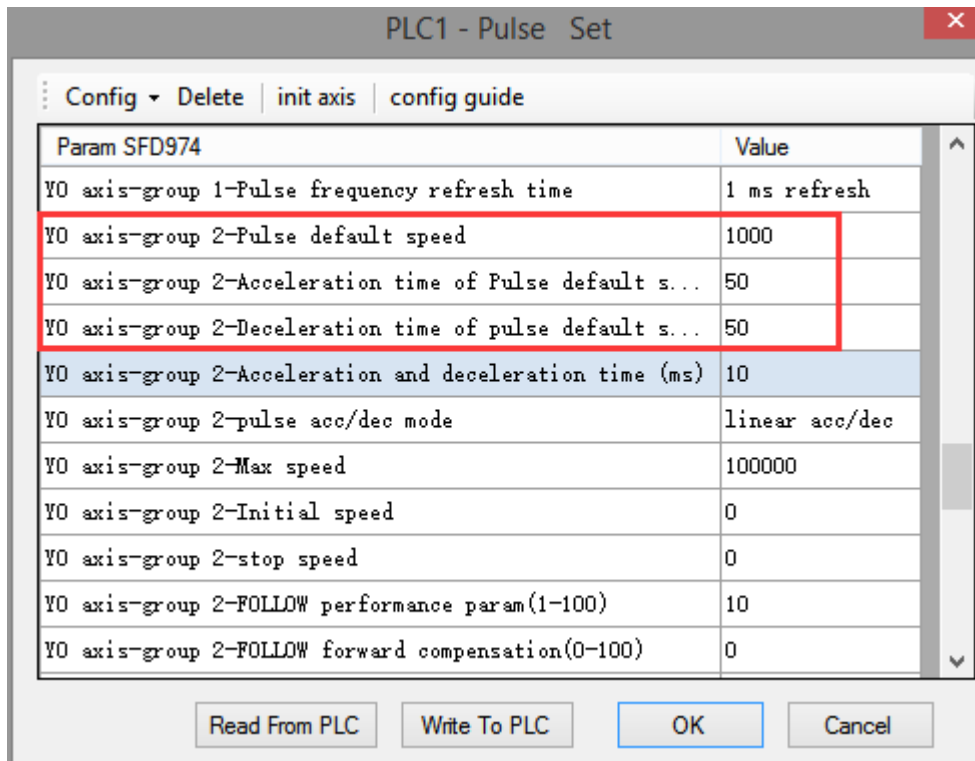 PLC1 - Pulse Set
Config Delete init axis config guide
Param SFD974 Value
Y0 axis-group 1-Pulse frequency refresh time 1 ms refresh
Y0 axis-group 2-Pulse default speed 1000
Y0 axis-group 2-Acceleration time of Pulse default s... 50
Y0 axis-group 2-Deceleration time of pulse default s... 50
Y0 axis-group 2-Acceleration and deceleration time (ms) 10
Y0 axis-group 2-pulse acc/dec mode linear acc/dec
Y0 axis-group 2-Max speed 100000
Y0 axis-group 2-Initial speed 0
Y0 axis-group 2-stop speed 0
Y0 axis-group 2-FOLLOW performance param(1-100) 10
Y0 axis-group 2-FOLLOW forward compensation(0-100) 0
Read From PLC Write To PLC OK Cancel